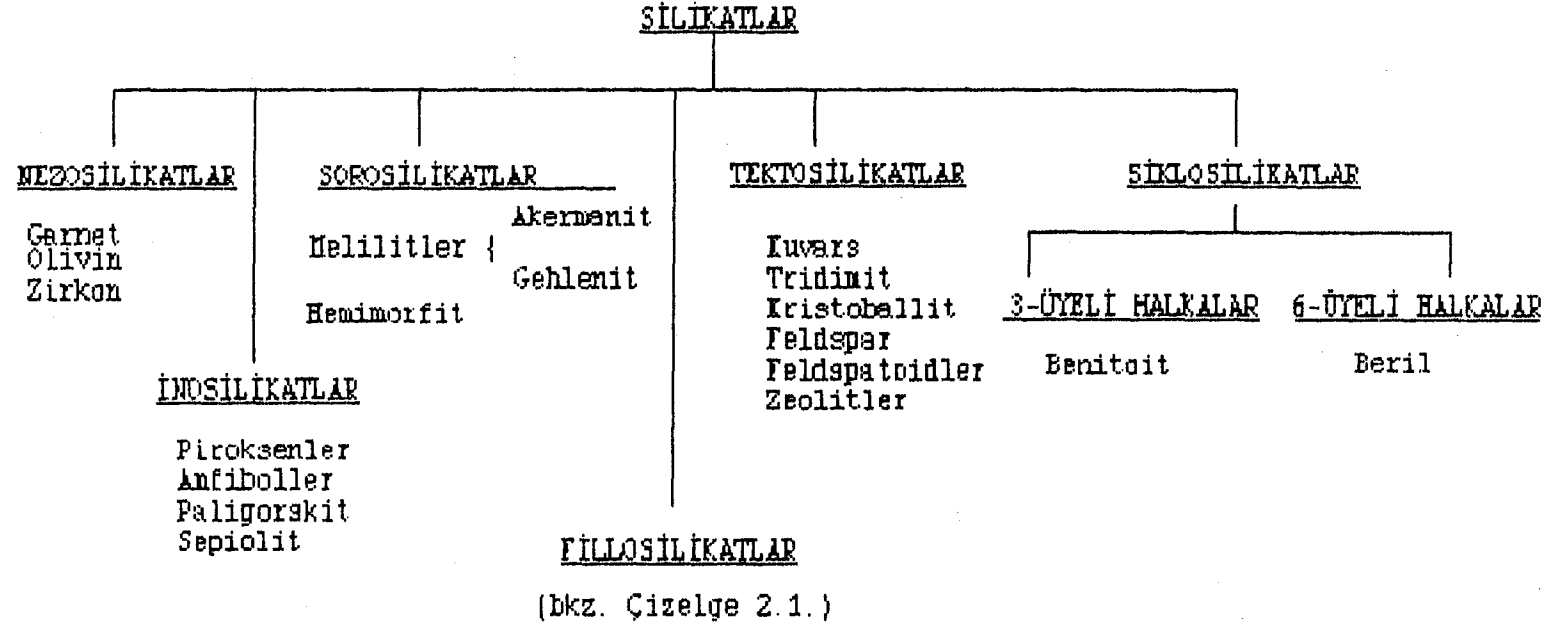 SİLİKATLAR
NEZOSİLİKATLAR
Garnet
Olivin
Zirkon
SOROSİLİKATLAR
Melilitler {
Akermanit
Gehlenit
Hemimorfit
TEKTOSİLİKATLAR
Kuvars
Tridimit
Kristoballit
Feldspar
Feldspatoidler
Zeolitler
SİKLOSİLİKATLAR
3-ÜYELİ HALKALAR
Benitoit
6-ÜYELİ HALKALAR
Beril
İNOSİLİKATLAR
Piroksenler
Anfiboller
Paligorskit
Sepiolit
FİLLOSİLİKATLAR
(bkz. Çizelge 2.1.)